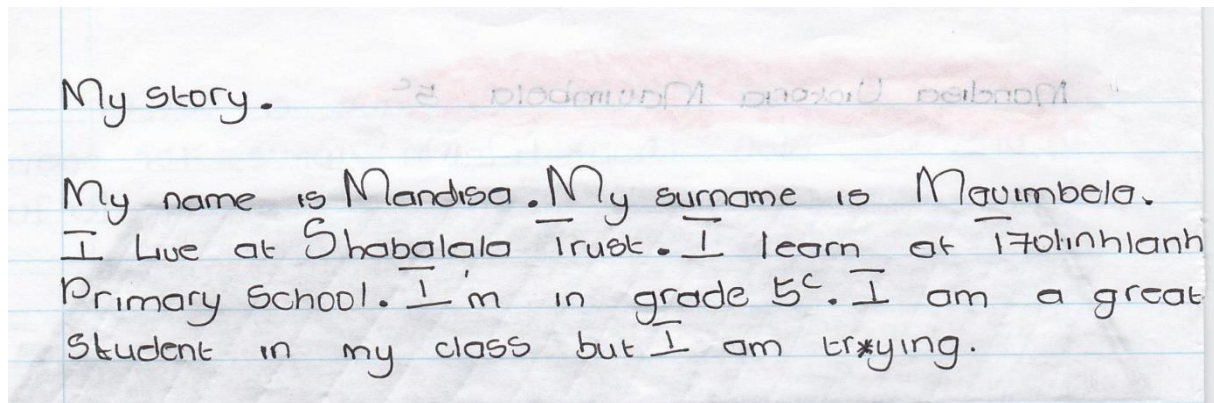 My story.
My name is Mandisa. My surname is Mavimbela.
I Live at Shabalala Trust. I learn at
Primary School. I'm in grade 5c. I am a great
Student in my class but I am trying.